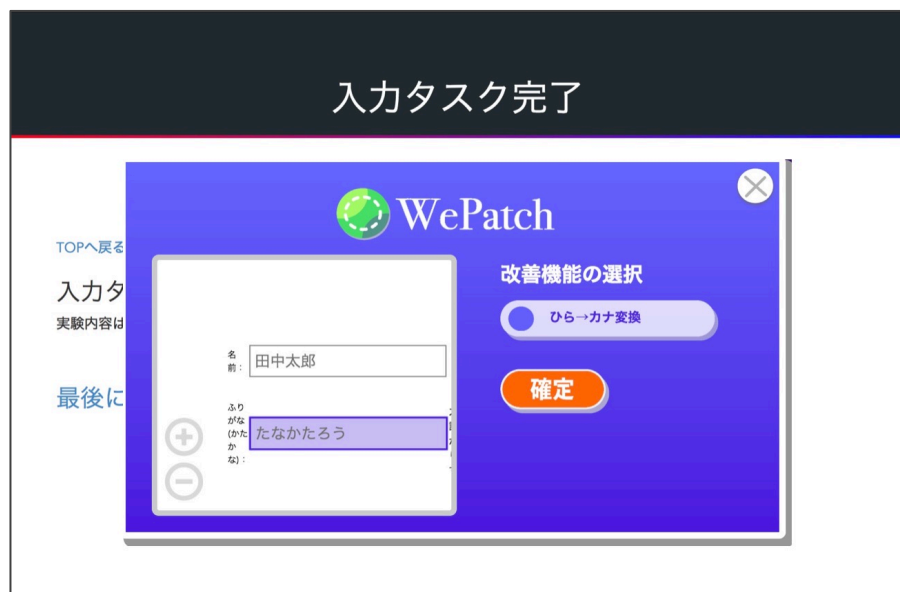 入力タスク完了
WePatch
TOPへ戻る
入力タ
実験内容は
最後に
名
前:
田中太郎
ふり
がな
(かた
か
な):
たなかたろう
改善機能の選択
ひら→カナ変換
確定